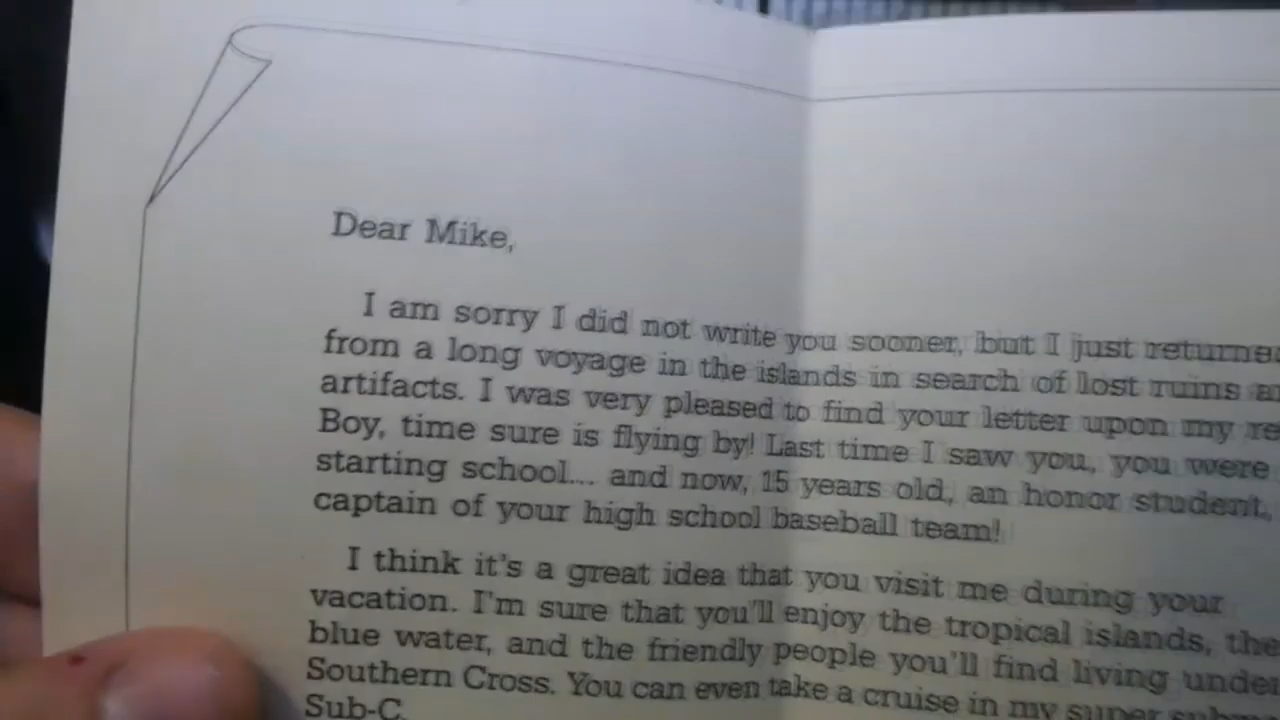 Dear Mike,
I am sorry I did not write you sooner, but I just
from a long voyage in the islands in search of lost ruins
artifacts. I was very pleased to find your letter upon my
Boy, time sure is flying by! Last time I saw you, you were
starting school... and now, 15 years old, an honor student,
captain of your high school baseball team!
I think it's a great idea that you visit me during your
vacation. I'm sure that you'll enjoy the tropical islands, the
blue water, and the friendly people you'll find living under
Southern Cross. You can even take a cruise in my super
Sub-C.